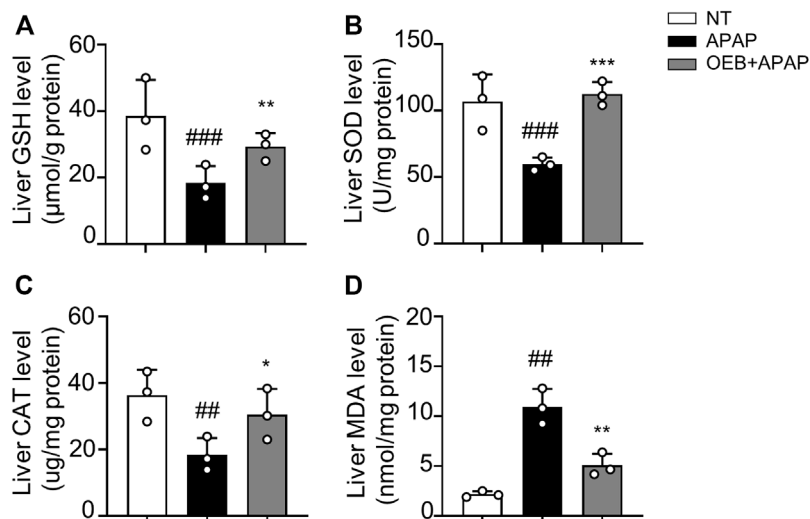 A
Liver GSH level
(μmol/g protein)
60
40
20
0
###
**
B
Liver SOD level
(U/mg protein)
150
100
50
0
###
***
NT
APAP
OEB+APAP
C
Liver CAT level
(ug/mg protein)
60
40
20
0
##
*
D
Liver MDA level
(nmol/mg protein)
20
15
10
5
0
##
**